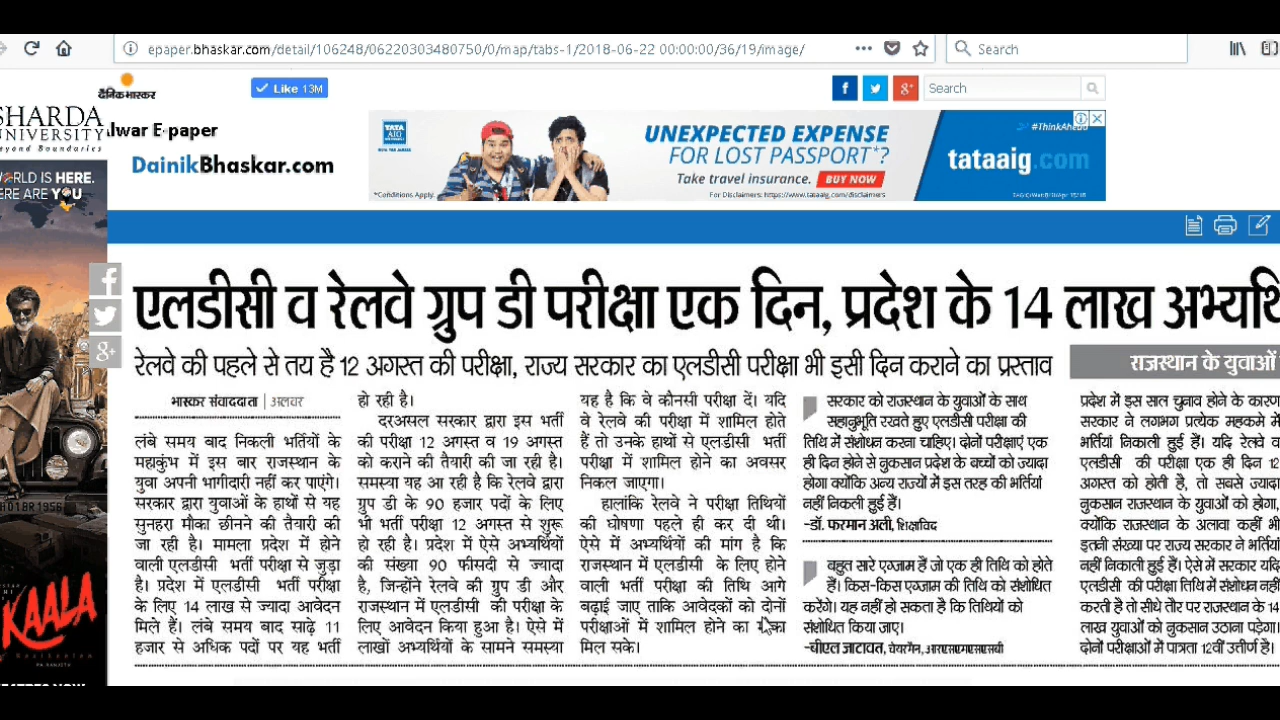 epaper.bhaskar.com/detail/106248/06220303480750/0/map/tabs-1/2018-06-22 00:00:00/36/19/image/
Search
दैनिक भास्कर
Like 13M
f
g+
Search
SHARDA
UNIVERSITY
Beyond Boundaries
lwar E-paper
DainikBhaskar.com
WORLD IS HERE.
ERE ARE YOU
TATA
AIG
UNEXPECTED EXPENSE
FOR LOST PASSPORT*?
Take travel insurance. BUY NOW
*Conditions Apply.
For Disclaimers: https://www.tataaig.com/disclaimers
#ThinkAhead
tataaig.com
f
g+
एलडीसी व रेलवे ग्रुप डी परीक्षा एक दिन, प्रदेश के 14 लाख अभ्यर्थि
रेलवे की पहले से तय है 12 अगस्त की परीक्षा, राज्य सरकार का एलडीसी परीक्षा भी इसी दिन कराने का प्रस्ताव
राजस्थान के युवाओं
भास्कर संवाददाता | अलवर
लंबे समय बाद निकली भर्तियों के
महाकुंभ में इस बार राजस्थान के
युवा अपनी भागीदारी नहीं कर पाएंगे।
सरकार द्वारा युवाओं के हाथों से यह
सुनहरा मौका छीनने की तैयारी की
जा रही है। मामला प्रदेश में होने
वाली एलडीसी भर्ती परीक्षा से जुड़ा
है। प्रदेश में एलडीसी भर्ती परीक्षा
के लिए 14 लाख से ज्यादा आवेदन
मिले हैं। लंबे समय बाद साढ़े 11
हजार से अधिक पदों पर यह भर्ती
हो रही है।
दरअसल सरकार द्वारा इस भर्ती
की परीक्षा 12 अगस्त व 19 अगस्त
को कराने की तैयारी की जा रही है।
समस्या यह आ रही है कि रेलवे द्वारा
ग्रुप डी के 90 हजार पदों के लिए
भी भर्ती परीक्षा 12 अगस्त से शुरू
हो रही है। प्रदेश में ऐसे अभ्यर्थियों
की संख्या 90 फीसदी से ज्यादा
है, जिन्होंने रेलवे की ग्रुप डी और
राजस्थान में एलडीसी की परीक्षा के
लिए आवेदन किया हुआ है। ऐसे में
लाखों अभ्यर्थियों के सामने समस्या
यह है कि वे कौनसी परीक्षा दें। यदि
वे रेलवे की परीक्षा में शामिल होते
हैं तो उनके हाथों से एलडीसी भर्ती
परीक्षा में शामिल होने का अवसर
निकल जाएगा।
हालांकि रेलवे ने परीक्षा तिथियों
की घोषणा पहले ही कर दी थी।
ऐसे में अभ्यर्थियों की मांग है कि
राजस्थान में एलडीसी के लिए होने
वाली भर्ती परीक्षा की तिथि आगे
बढ़ाई जाए ताकि आवेदकों को दोनों
परीक्षाओं में शामिल होने का मौका
मिल सके।
सरकार को राजस्थान के युवाओं के साथ
सहानुभूति रखते हुए एलडीसी परीक्षा की
तिथि में संशोधन करना चाहिए। दोनों परीक्षाएं एक
ही दिन होने से नुकसान प्रदेश के बच्चों को ज्यादा
होगा क्योंकि अन्य राज्यों में इस तरह की भर्तियां
नहीं निकली हुई हैं।
-डॉ. फरमान अली, शिक्षाविद
बहुत सारे एग्जाम हैं जो एक ही तिथि को होते
हैं। किस-किस एग्जाम की तिथि को संशोधित
करेंगे। यह नहीं हो सकता है कि तिथियों को
संशोधित किया जाए।
-बीएल जाटावत, चेयरमैन, आरएसएमएसएसबी
प्रदेश में इस साल चुनाव होने के कारण
सरकार ने लगभग प्रत्येक महकमे में
भर्तियां निकाली हुई हैं। यदि रेलवे व
एलडीसी की परीक्षा एक ही दिन 12
अगस्त को होती है, तो सबसे ज्यादा
नुकसान राजस्थान के युवाओं को होगा,
क्योंकि राजस्थान के अलावा कहीं भी
इतनी संख्या पर राज्य सरकार ने भर्तियां
नहीं निकाली हुई हैं। ऐसे में सरकार यदि
एलडीसी की परीक्षा तिथि में संशोधन नहीं
करती है तो सीधे तौर पर राजस्थान के 14
लाख युवाओं को नुकसान उठाना पड़ेगा।
दोनों परीक्षाओं में पात्रता 12वीं उत्तीर्ण है।
KAALA